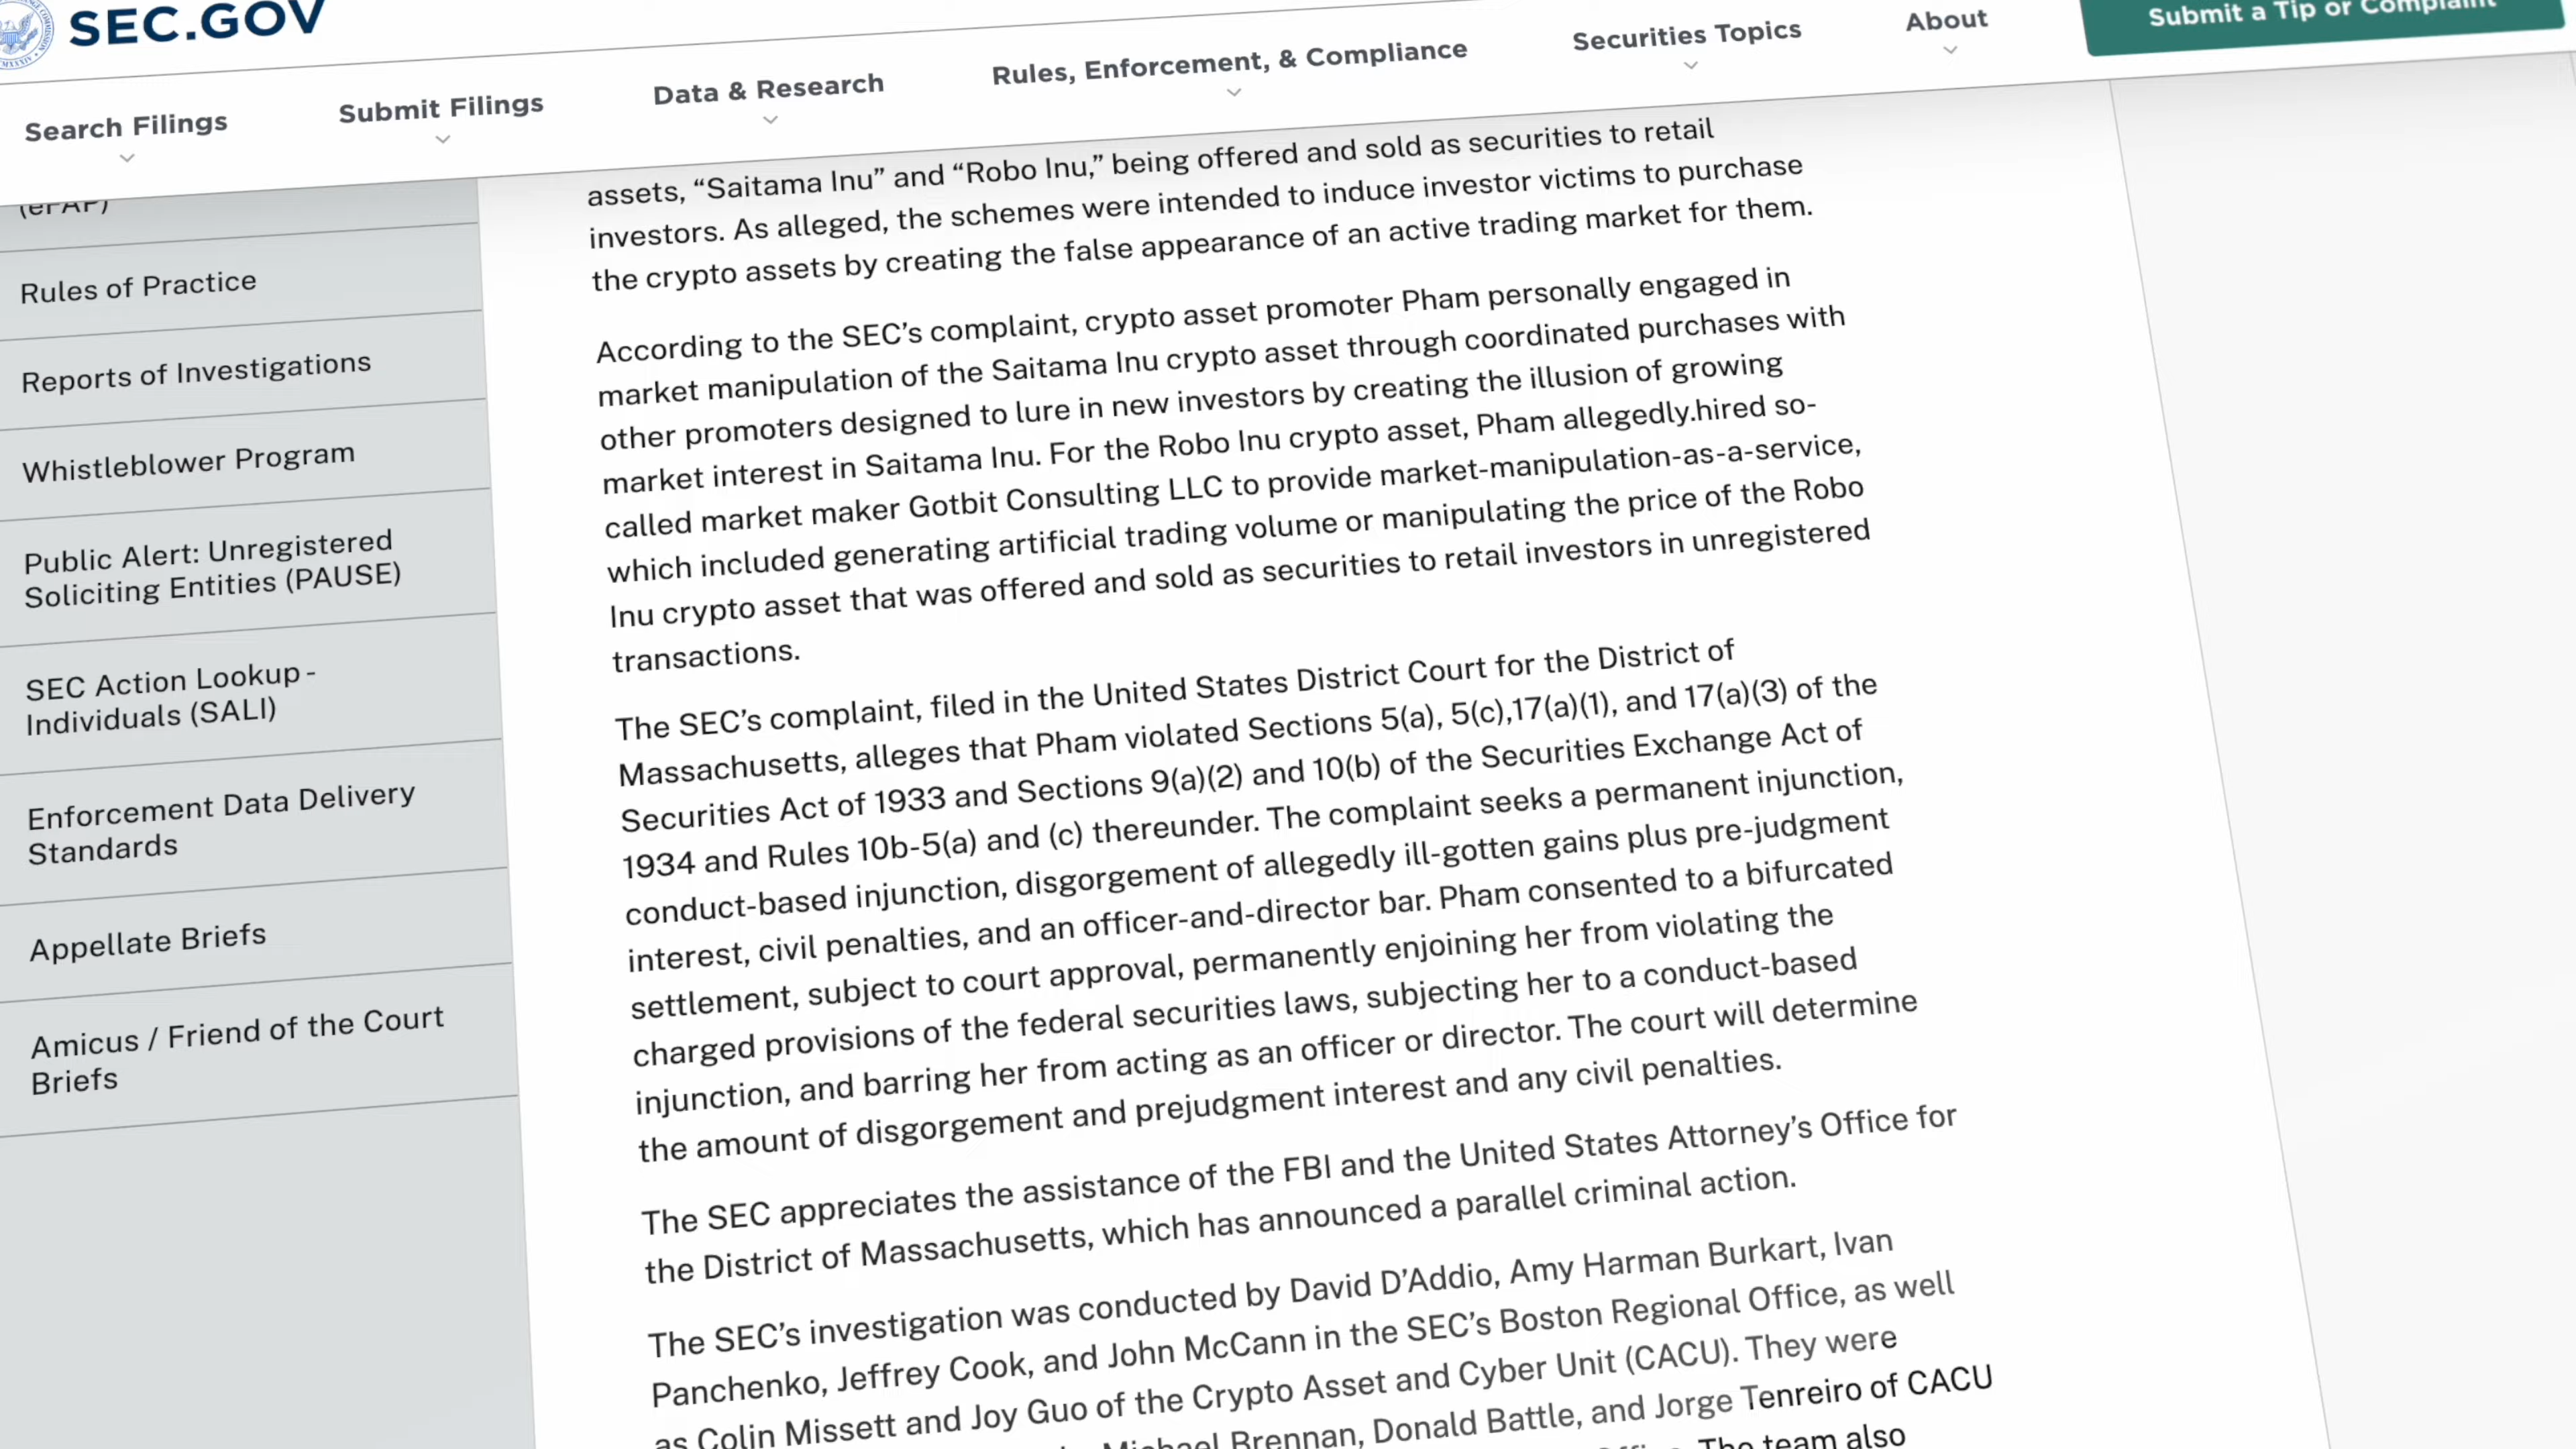 SEC.GOV
Submit a Tip or Complaint
Search Filings
Submit Filings
Data & Research
Rules, Enforcement, & Compliance
Securities Topics
About
(eFAP)
Rules of Practice
Reports of Investigations
Whistleblower Program
Public Alert: Unregistered
Soliciting Entities (PAUSE)
SEC Action Lookup -
Individuals (SALI)
Enforcement Data Delivery
Standards
Appellate Briefs
Amicus / Friend of the Court
Briefs
assets, “Saitama Inu” and “Robo Inu,” being offered and sold as securities to retail
investors. As alleged, the schemes were intended to induce investor victims to purchase
the crypto assets by creating the false appearance of an active trading market for them.
According to the SEC’s complaint, crypto asset promoter Pham personally engaged in
market manipulation of the Saitama Inu crypto asset through coordinated purchases with
other promoters designed to lure in new investors by creating the illusion of growing
market interest in Saitama Inu. For the Robo Inu crypto asset, Pham allegedly.hired so-
called market maker Gotbit Consulting LLC to provide market-manipulation-as-a-service,
which included generating artificial trading volume or manipulating the price of the Robo
Inu crypto asset that was offered and sold as securities to retail investors in unregistered
transactions.
The SEC’s complaint, filed in the United States District Court for the District of
Massachusetts, alleges that Pham violated Sections 5(a), 5(c),17(a)(1), and 17(a)(3) of the
Securities Act of 1933 and Sections 9(a)(2) and 10(b) of the Securities Exchange Act of
1934 and Rules 10b-5(a) and (c) thereunder. The complaint seeks a permanent injunction,
conduct-based injunction, disgorgement of allegedly ill-gotten gains plus pre-judgment
interest, civil penalties, and an officer-and-director bar. Pham consented to a bifurcated
settlement, subject to court approval, permanently enjoining her from violating the
charged provisions of the federal securities laws, subjecting her to a conduct-based
injunction, and barring her from acting as an officer or director. The court will determine
the amount of disgorgement and prejudgment interest and any civil penalties.
The SEC appreciates the assistance of the FBI and the United States Attorney’s Office for
the District of Massachusetts, which has announced a parallel criminal action.
The SEC’s investigation was conducted by David D’Addio, Amy Harman Burkart, Ivan
Panchenko, Jeffrey Cook, and John McCann in the SEC’s Boston Regional Office, as well
as Colin Missett and Joy Guo of the Crypto Asset and Cyber Unit (CACU). They were
Michael Brennan, Donald Battle, and Jorge Tenreiro of CACU
The team also